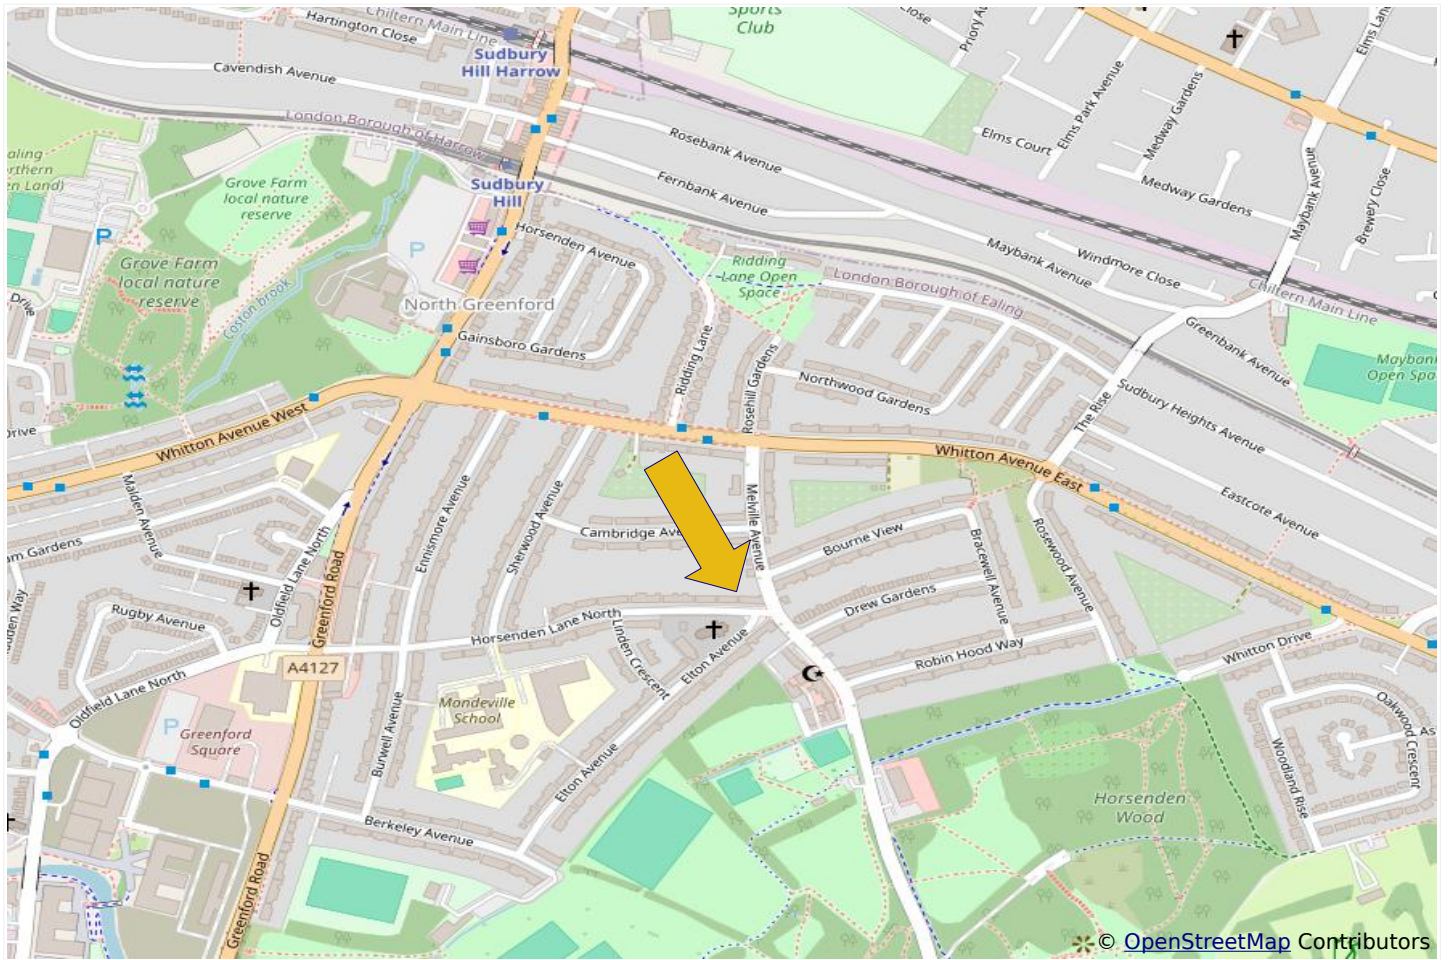 Hartington Close
Chiltern Main Line
Sports
Club
Close
Elms Lane
Sudbury
Hill Harrow
Cavendish Avenue
Elms Park Avenue
Medway Gardens
London Borough of Harrow
Rosebank Avenue
Elms Court
Grove Farm
local nature
reserve
Sudbury
Hill
Fernbank Avenue
Medway Gardens
Maybank Avenue
Brewery Close
P
P
Horsenden Avenue
Maybank Avenue
Windmore Close
Grove Farm
local nature
reserve
Ridding
Lane Open
Space
London Borough of Ealing
Chiltern Main Line
Drive
Costonbrook
North Greenford
Gainsboro Gardens
Ridding Lane
Rosehill Gardens
Northwood Gardens
Greenbank Avenue
The Rise
Sudbury Heights Avenue
Whitton Avenue West
Whitton Avenue East
Malden Avenue
Ennismore Avenue
Sherwood Avenue
Cambridge Ave
Melville Avenue
Bourne View
Bracewell Avenue
Rosewood Avenue
Eastcote Avenue
Oldfield Lane North
Greenford Road
Rugby Avenue
Horsenden Lane North
Linden Crescent
Elton Avenue
Drew Gardens
Robin Hood Way
Whitton Drive
A4127
Oldfield Lane North
Mandeville
School
P
Greenford
Square
Burwell Avenue
Elton Avenue
Oakwood Crescent
Woodland Rise
Horsenden
Wood
Berkeley Avenue
Greenford Road
© OpenStreetMap Contributors